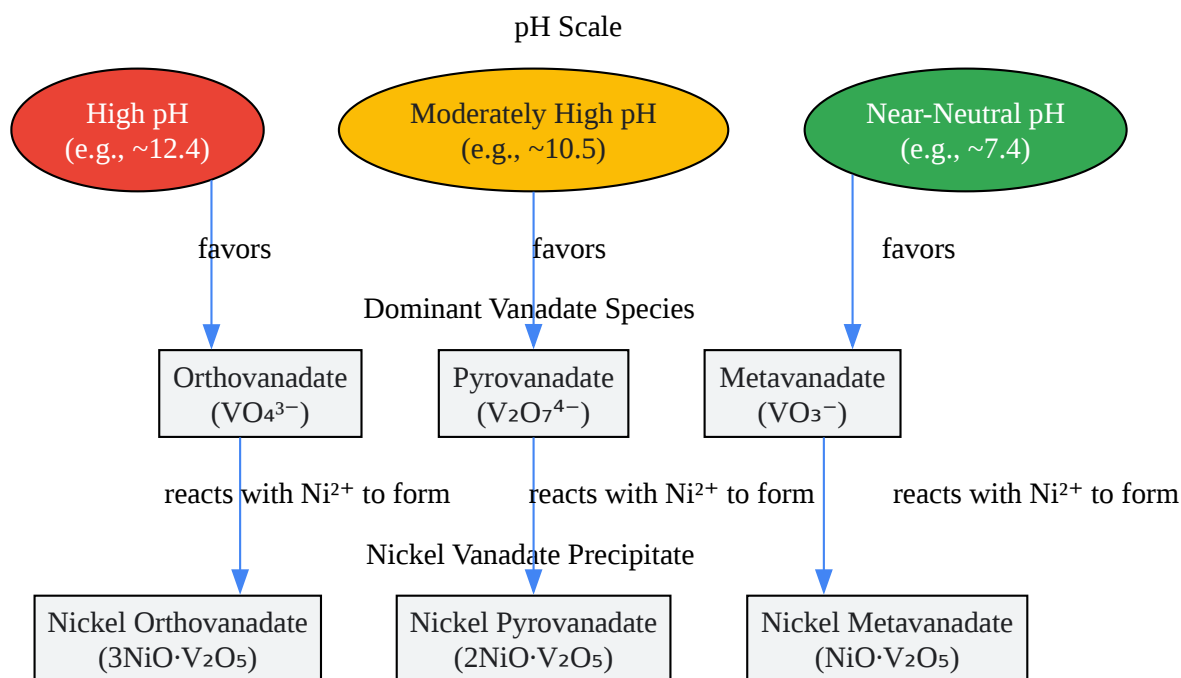 pH Scale
High pH
(e.g., ~12.4)
Moderately High pH
(e.g., ~10.5)
Near-Neutral pH
(e.g., ~7.4)
favors
favors
favors
Dominant Vanadate Species
Orthovanadate
(VO₄³⁻)
Pyrovanadate
(V₂O₇⁴⁻)
Metavanadate
(VO₃⁻)
reacts with Ni²⁺ to form
reacts with Ni²⁺ to form
reacts with Ni²⁺ to form
Nickel Vanadate Precipitate
Nickel Orthovanadate
(3NiO·V₂O₅)
Nickel Pyrovanadate
(2NiO·V₂O₅)
Nickel Metavanadate
(NiO·V₂O₅)